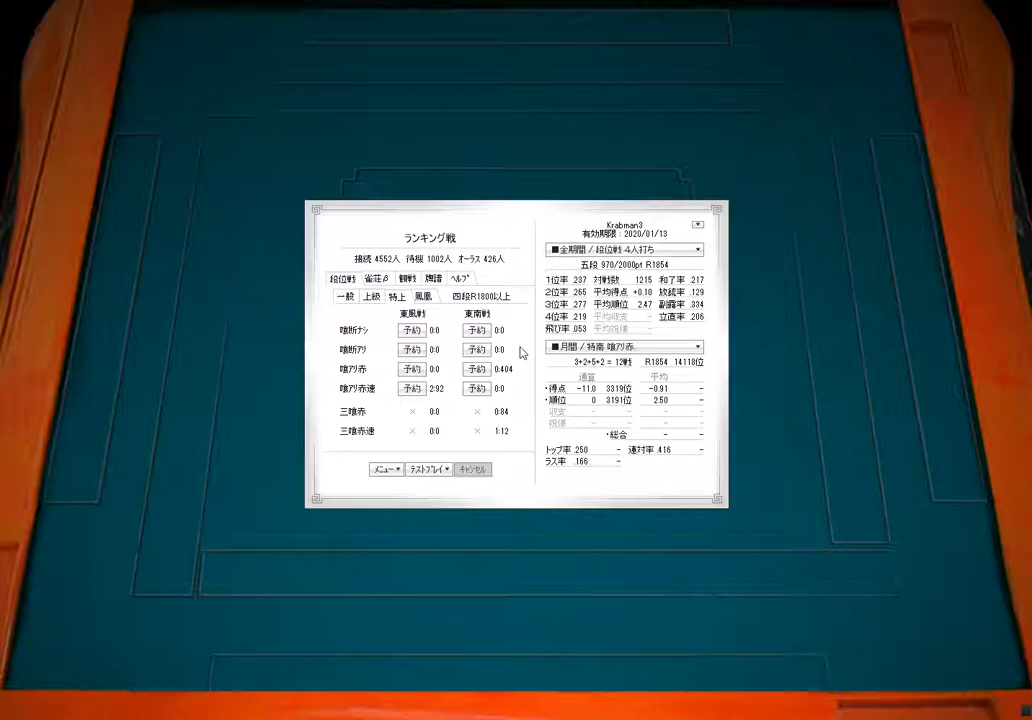 ランキング戦
接続 4552人 待機 1002人 オーラス 426人
段位戦 雀荘β 観戦 牌譜 ヘルプ
一般 上級 特上 鳳凰 四段R1800以上
東風戦 東南戦
喰断ナシ 予約 0:0 予約 0:0
喰断アリ 予約 0:0 予約 0:0
喰アリ赤 予約 0:0 予約 0:404
喰アリ赤速 予約 2:92 予約 0:0
三喰赤 × 0:0 × 0:84
三喰赤速 × 0:0 × 1:12
メニュー▼ テストプレイ▼ キャンセル
Krabman3
有効期限:2020/01/13
■全期間 / 段位戦 4人打ち
五段 970/2000pt R1854
1位率 .237 対戦数 1215 和了率 .217
2位率 .265 平均得点 +0.10 放銃率 .129
3位率 .277 平均順位 2.47 副露率 .334
4位率 .219 平均収支 - 立直率 .206
飛び率 .053 平均祝儀 -
■月間 / 特南 喰アリ赤
3+2+5+2 = 12戦 R1854 14118位
通算 平均
・得点 -11.0 3319位 -0.91 -
・順位 0 3191位 2.50 -
収支 - - - -
祝儀 - - - -
・総合 - -
トップ率 .250 - 連対率 .416 -
ラス率 .166 -